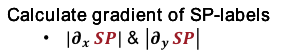 Calculate gradient of SP-labels
• |∂ₓ SP| & |∂ᵧ SP|